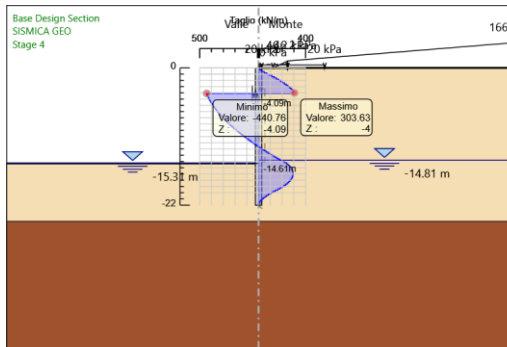 Base Design Section
SISMICA GEO
Stage 4
Taglio (kN/m)
Valle Monte
500 400
166
20 kPa
0
-4.09m
Minimo
Valore: -440.76
Z : -4.09
Massimo
Valore: 303.63
Z : -4
-15.31 m
-14.61m
-14.81 m
-22